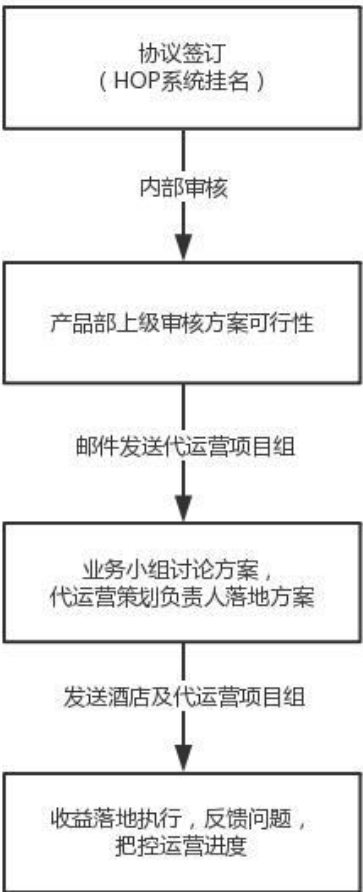 协议签订
（HOP系统挂名）
内部审核
产品部上级审核方案可行性
邮件发送代运营项目组
业务小组讨论方案，
代运营策划负责人落地方案
发送酒店及代运营项目组
收益落地执行，反馈问题，
把控运营进度